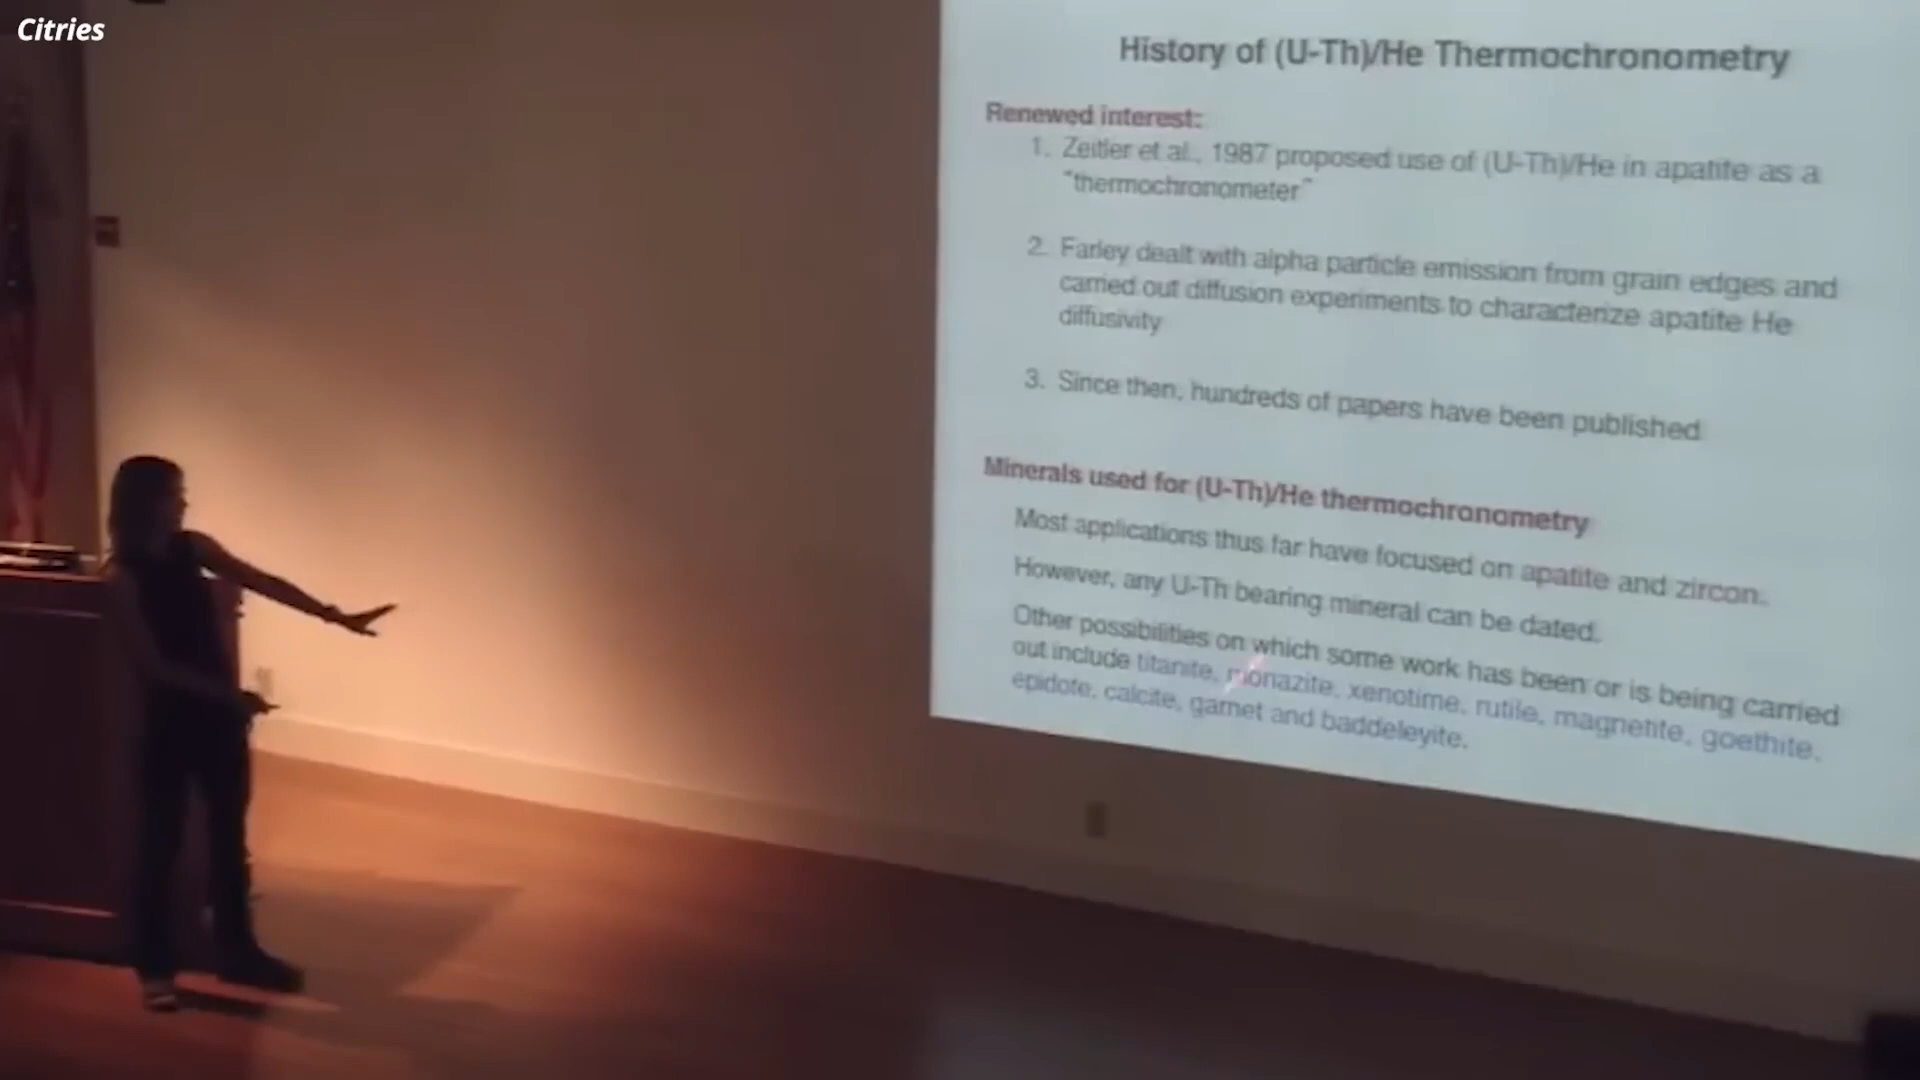 Citries
History of (U-Th)/He Thermochronometry
Renewed interest:
1. Zeitler et al., 1987 proposed use of (U-Th)/He in apatite as a
"thermochronometer"
2. Farley dealt with alpha particle emission from grain edges and
carried out diffusion experiments to characterize apatite He
diffusivity
3. Since then, hundreds of papers have been published
Minerals used for (U-Th)/He thermochronometry
Most applications thus far have focused on apatite and zircon.
However, any U-Th bearing mineral can be dated.
Other possibilities on which some work has been or is being carried
out include titanite, monazite, xenotime, rutile, magnetite, goethite,
epidote, calcite, garnet and baddeleyite.